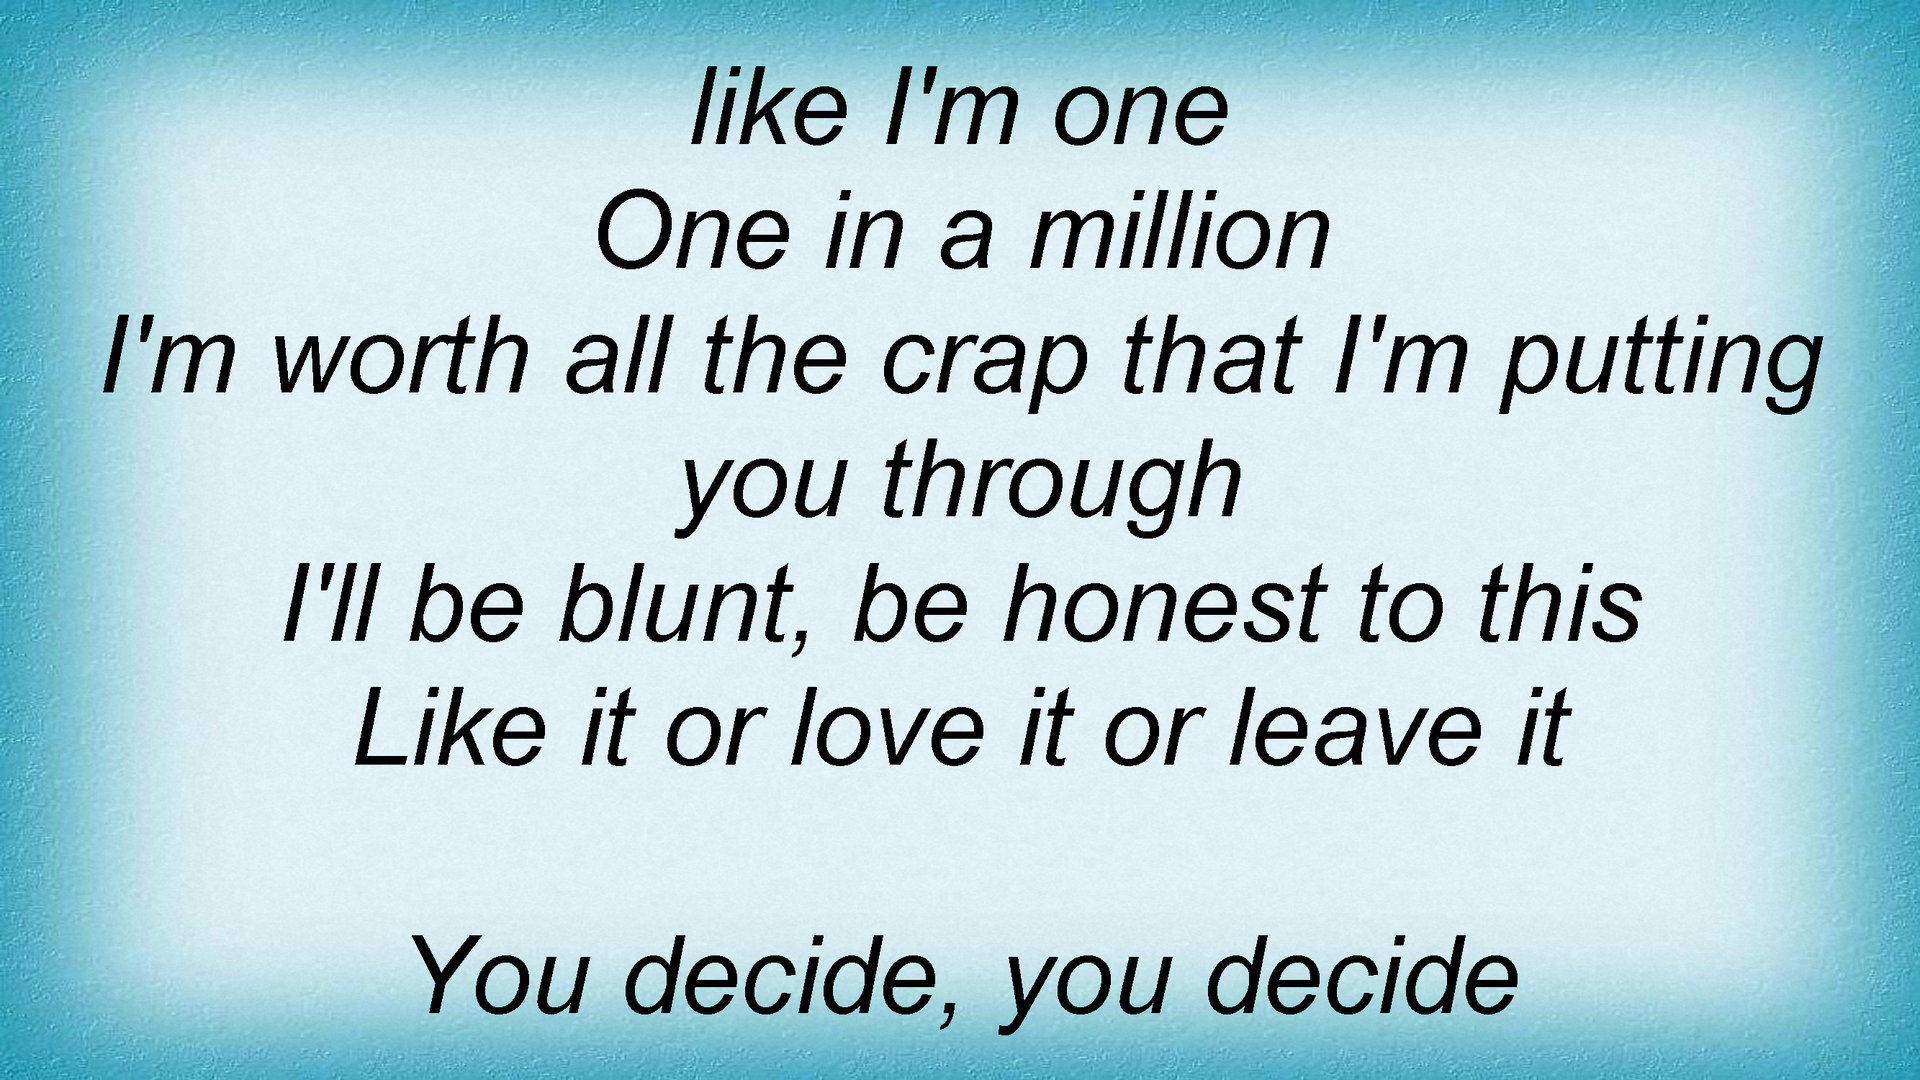 like I'm one
One in a million
I'm worth all the crap that I'm putting
you through
I'll be blunt, be honest to this
Like it or love it or leave it
You decide, you decide